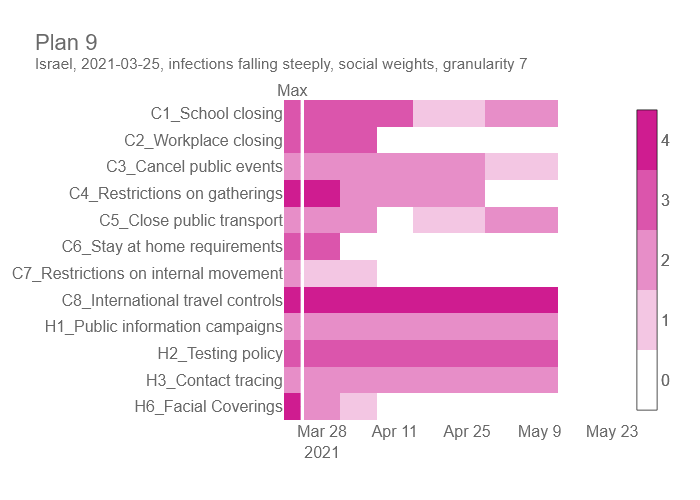 Plan 9
Israel, 2021-03-25, infections falling steeply, social weights, granularity 7
Max
C1_School closing
C2_Workplace closing
C3_Cancel public events
C4_Restrictions on gatherings
C5_Close public transport
C6_Stay at home requirements
C7_Restrictions on internal movement
C8_International travel controls
H1_Public information campaigns
H2_Testing policy
H3_Contact tracing
H6_Facial Coverings
Mar 28 Apr 11 Apr 25 May 9 May 23
2021
4
3
2
1
0